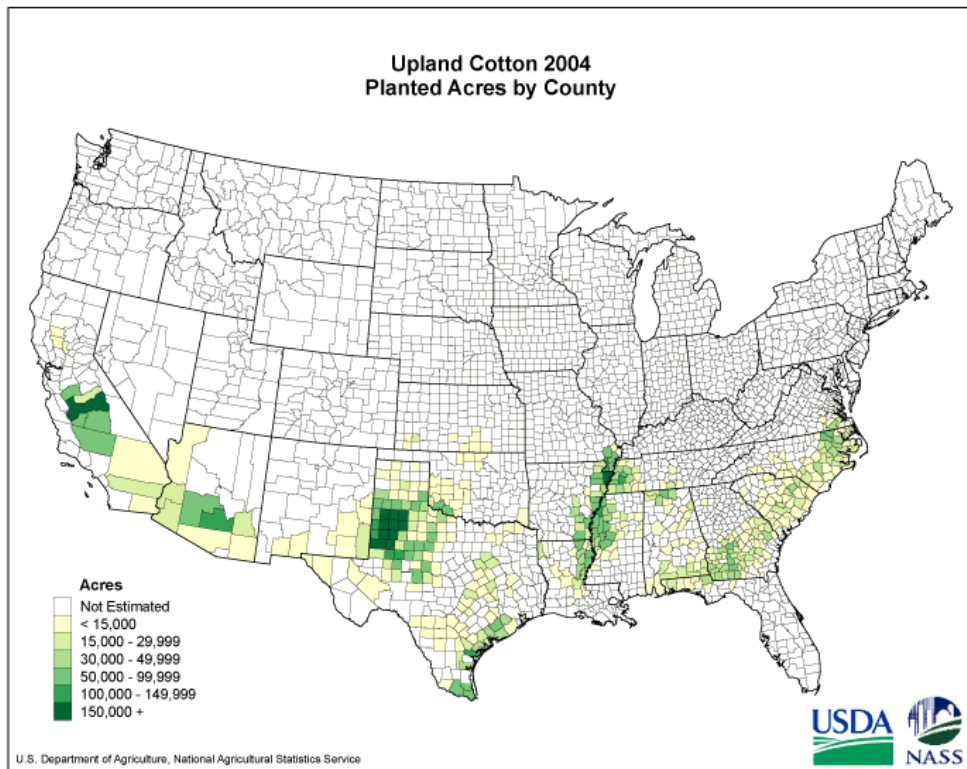 Upland Cotton 2004
Planted Acres by County
Acres
Not Estimated
< 15,000
15,000 - 29,999
30,000 - 49,999
50,000 - 99,999
100,000 - 149,999
150,000 +
U.S. Department of Agriculture, National Agricultural Statistics Service
USDA
NASS